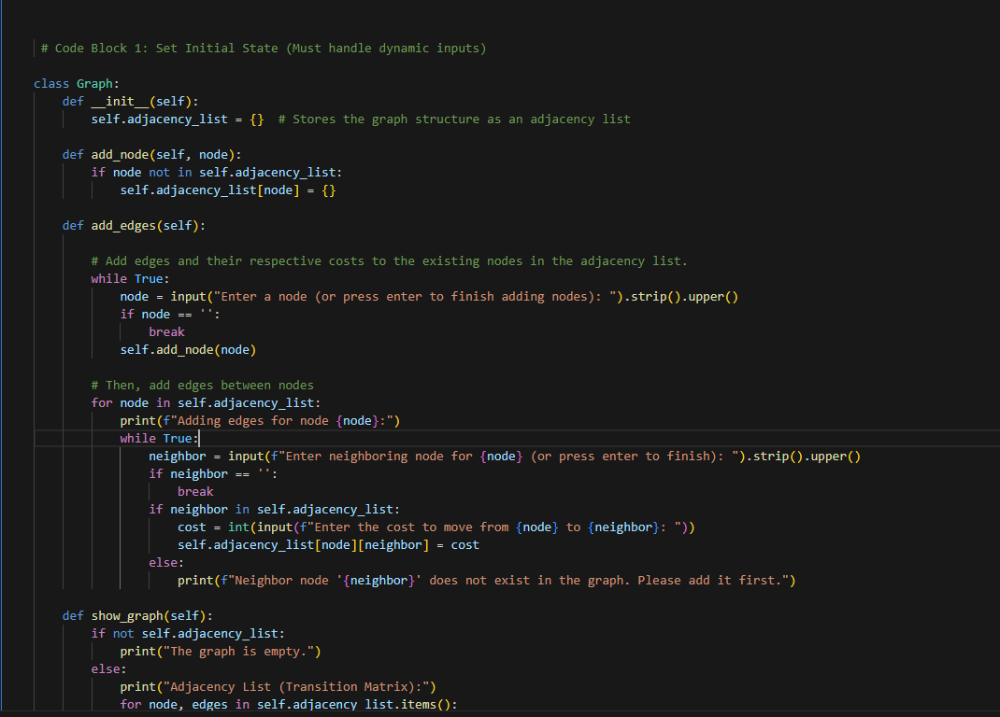 # Code Block 1: Set Initial State (Must handle dynamic inputs)
class Graph:
def __init__(self):
self.adjacency_list = {}  # Stores the graph structure as an adjacency list
def add_node(self, node):
if node not in self.adjacency_list:
self.adjacency_list[node] = {}
def add_edges(self):
# Add edges and their respective costs to the existing nodes in the adjacency list.
while True:
node = input("Enter a node (or press enter to finish adding nodes): ").strip().upper()
if node == '':
break
self.add_node(node)
# Then, add edges between nodes
for node in self.adjacency_list:
print(f"Adding edges for node {node}:")
while True:
neighbor = input(f"Enter neighboring node for {node} (or press enter to finish): ").strip().upper()
if neighbor == '':
break
if neighbor in self.adjacency_list:
cost = int(input(f"Enter the cost to move from {node} to {neighbor}: "))
self.adjacency_list[node][neighbor] = cost
else:
print(f"Neighbor node '{neighbor}' does not exist in the graph. Please add it first.")
def show_graph(self):
if not self.adjacency_list:
print("The graph is empty.")
else:
print("Adjacency List (Transition Matrix):")
for node, edges in self.adjacency_list.items():